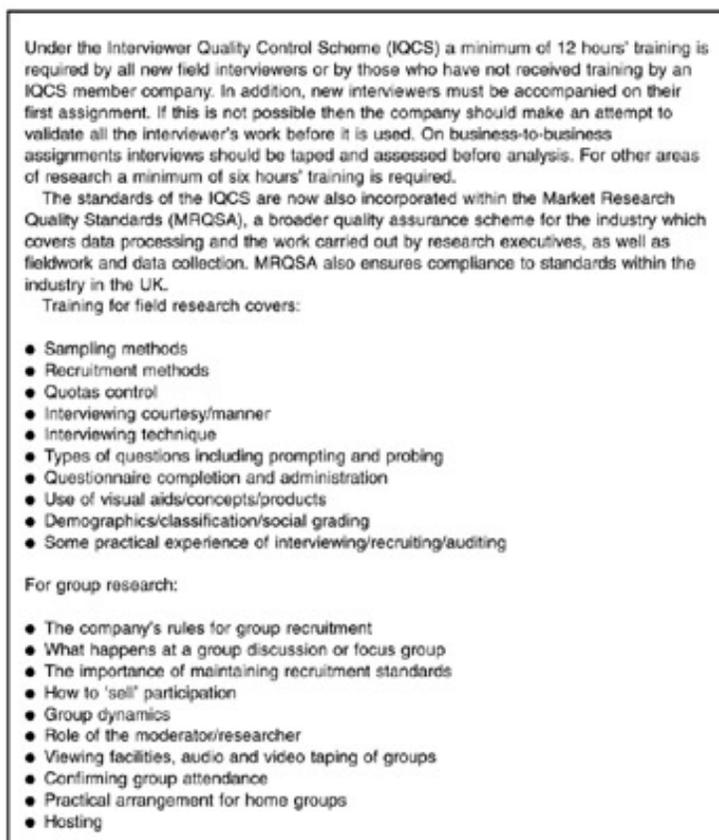 Under the Interviewer Quality Control Scheme (IQCS) a minimum of 12 hours' training is
required by all new field interviewers or by those who have not received training by an
IQCS member company. In addition, new interviewers must be accompanied on their
first assignment. If this is not possible then the company should make an attempt to
validate all the interviewer's work before it is used. On business-to-business
assignments interviews should be taped and assessed before analysis. For other areas
of research a minimum of six hours' training is required.
The standards of the IQCS are now also incorporated within the Market Research
Quality Standards (MRQSA), a broader quality assurance scheme for the industry which
covers data processing and the work carried out by research executives, as well as
fieldwork and data collection. MRQSA also ensures compliance to standards within the
industry in the UK.
Training for field research covers:
● Sampling methods
● Recruitment methods
● Quotas control
● Interviewing courtesy/manner
● Interviewing technique
● Types of questions including prompting and probing
● Questionnaire completion and administration
● Use of visual aids/concepts/products
● Demographics/classification/social grading
● Some practical experience of interviewing/recruiting/auditing
For group research:
● The company's rules for group recruitment
● What happens at a group discussion or focus group
● The importance of maintaining recruitment standards
● How to 'sell' participation
● Group dynamics
● Role of the moderator/researcher
● Viewing facilities, audio and video taping of groups
● Confirming group attendance
● Practical arrangement for home groups
● Hosting